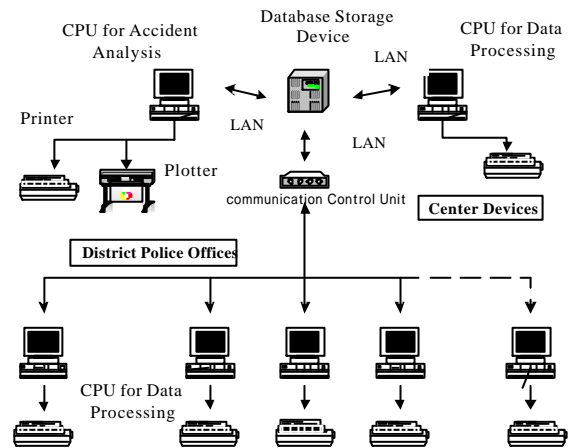 Database Storage
Device
CPU for Accident
Analysis
CPU for Data
Processing
LAN
LAN
LAN
Printer
Plotter
communication Control Unit
Center Devices
District Police Offices
CPU for Data
Processing